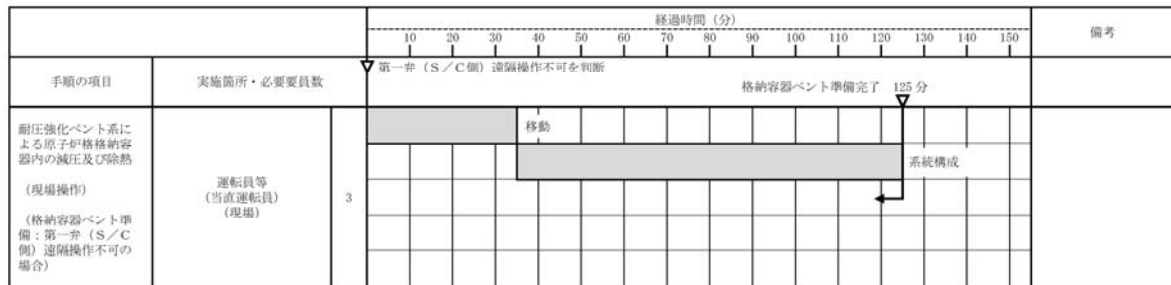 経過時間（分）
備考
10 20 30 40 50 60 70 80 90 100 110 120 130 140 150
手順の項目
実施箇所・必要要員数
第一弁（Ｓ／Ｃ側）遠隔操作不可を判断
格納容器ベント準備完了 125分
耐圧強化ベント系に
よる原子炉格格納容
器内の減圧及び除熱
（現場操作）
（格納容器ベント準
備：第一弁（Ｓ／Ｃ
側）遠隔操作不可の
場合）
運転員等
（当直運転員）
（現場）
3
移動
系統構成